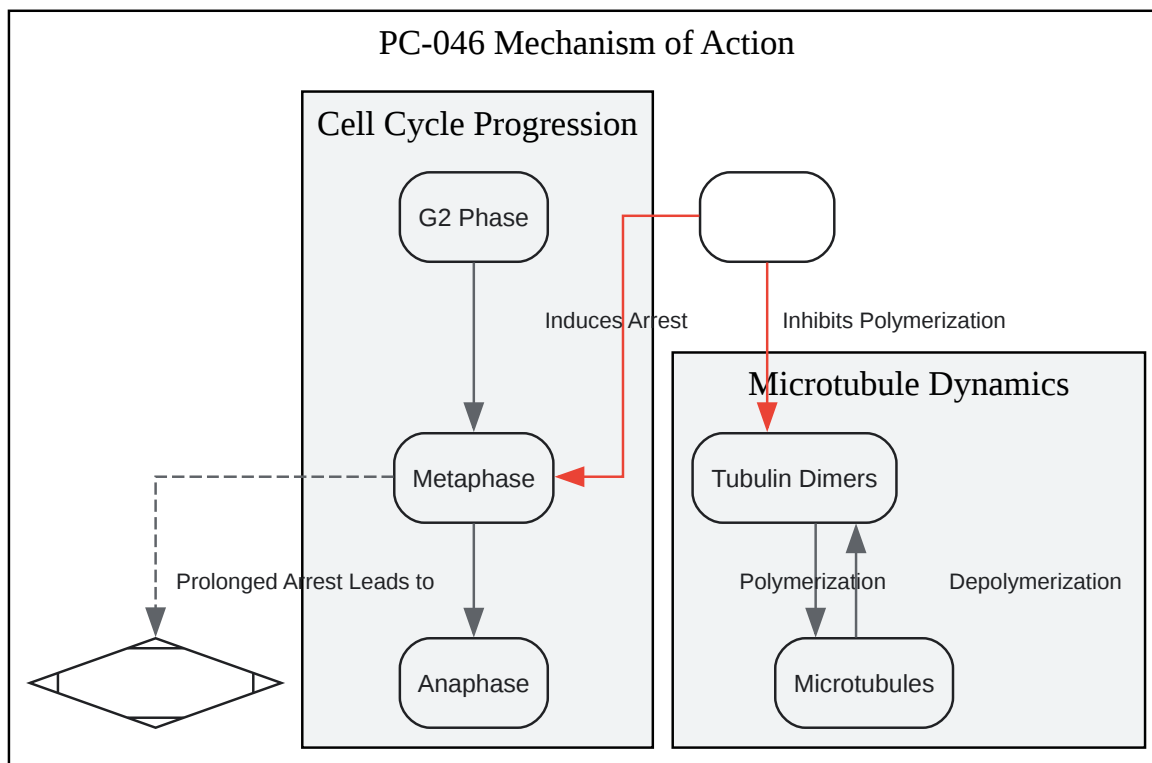 PC-046 Mechanism of Action
Cell Cycle Progression
G2 Phase
Induces Arrest
Inhibits Polymerization
Microtubule Dynamics
Metaphase
Tubulin Dimers
Prolonged Arrest Leads to
Polymerization
Depolymerization
Anaphase
Microtubules